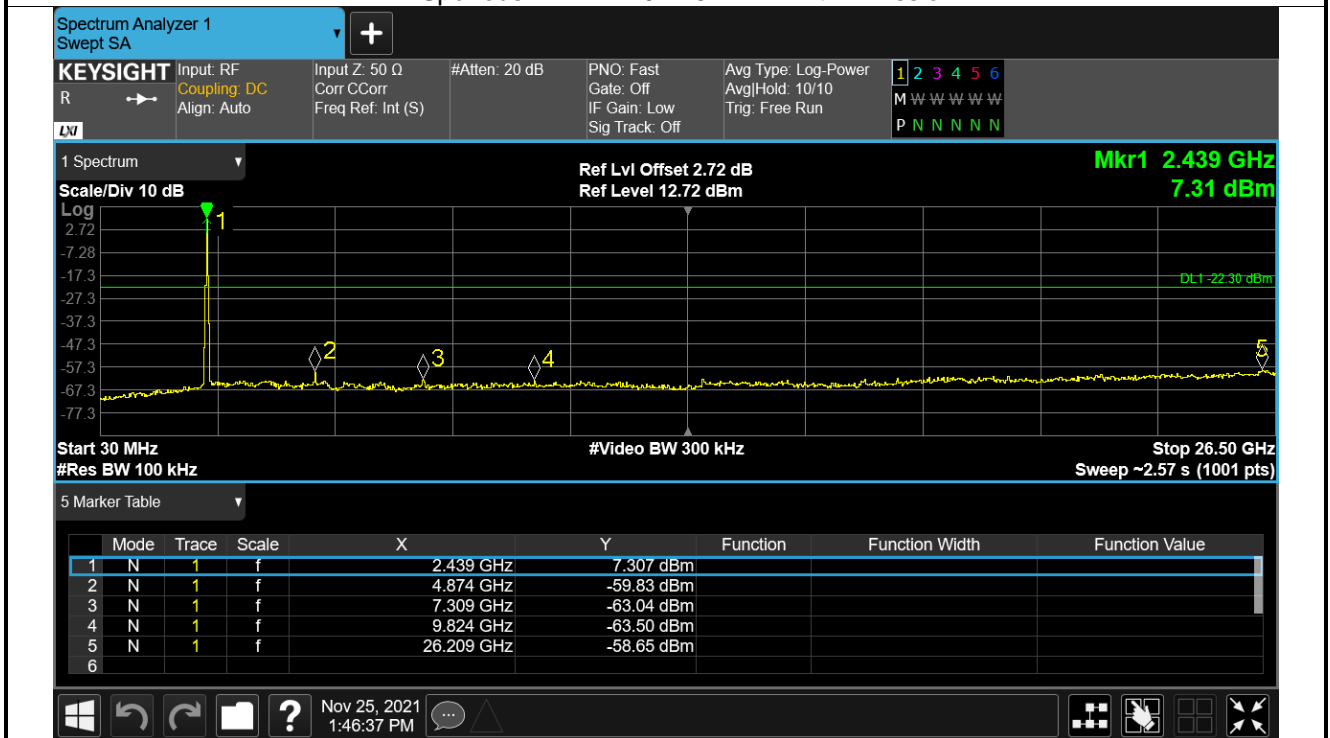 Spectrum Analyzer 1
Swept SA
+
KEYSIGHT Input: RF Input Z: 50 Ω #Atten: 20 dB PNO: Fast Avg Type: Log-Power 1 2 3 4 5 6
R Coupling: DC Corr CCorr Gate: Off Avg|Hold: 10/10 M W W W W W
Align: Auto Freq Ref: Int (S) IF Gain: Low Trig: Free Run
LXI Sig Track: Off P N N N N N
1 Spectrum Ref Lvl Offset 2.72 dB Mkr1 2.439 GHz
Scale/Div 10 dB Ref Level 12.72 dBm 7.31 dBm
Log
1
2.72
-7.28
-17.3
DL1 -22.30 dBm
-27.3
-37.3
-47.3
2 3 4 5
-57.3
-67.3
-77.3
Start 30 MHz #Video BW 300 kHz Stop 26.50 GHz
#Res BW 100 kHz Sweep ~2.57 s (1001 pts)
5 Marker Table
Mode Trace Scale X Y Function Function Width Function Value
1 N 1 f 2.439 GHz 7.307 dBm
2 N 1 f 4.874 GHz -59.83 dBm
3 N 1 f 7.309 GHz -63.04 dBm
4 N 1 f 9.824 GHz -63.50 dBm
5 N 1 f 26.209 GHz -58.65 dBm
6
? Nov 25, 2021
1:46:37 PM